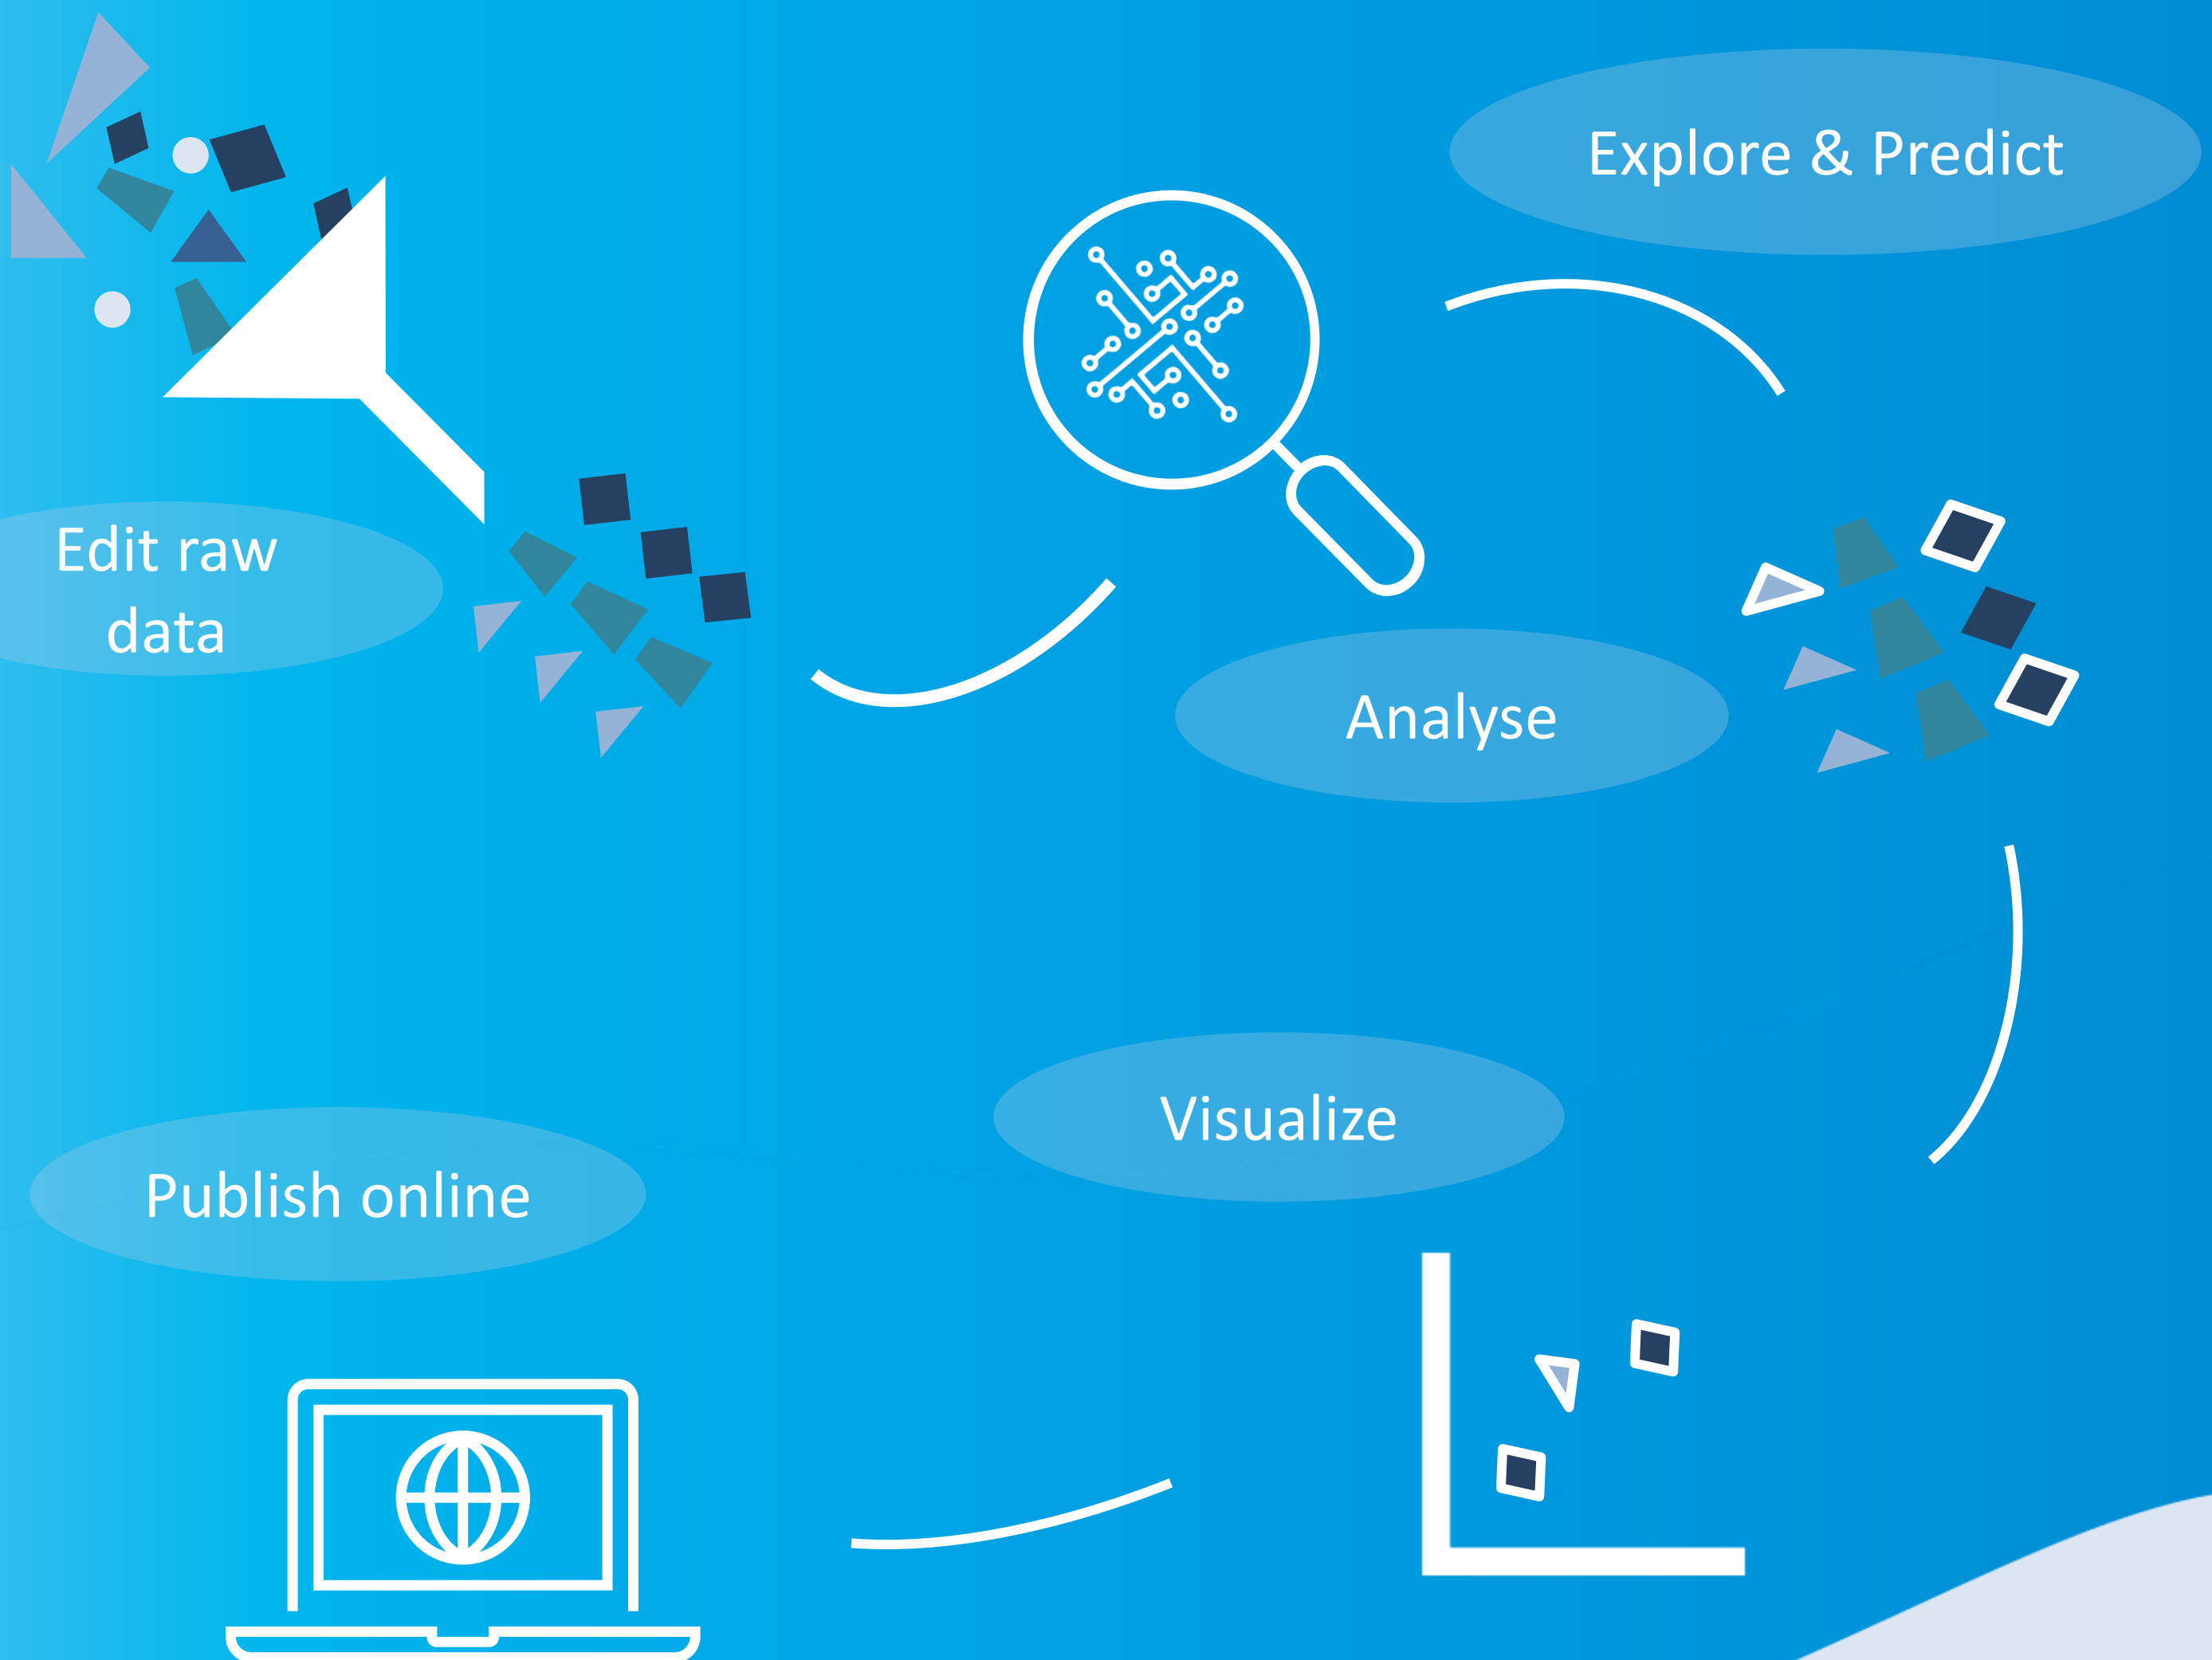 Explore & Predict
Edit raw
data
Analyse
Visualize
Publish online